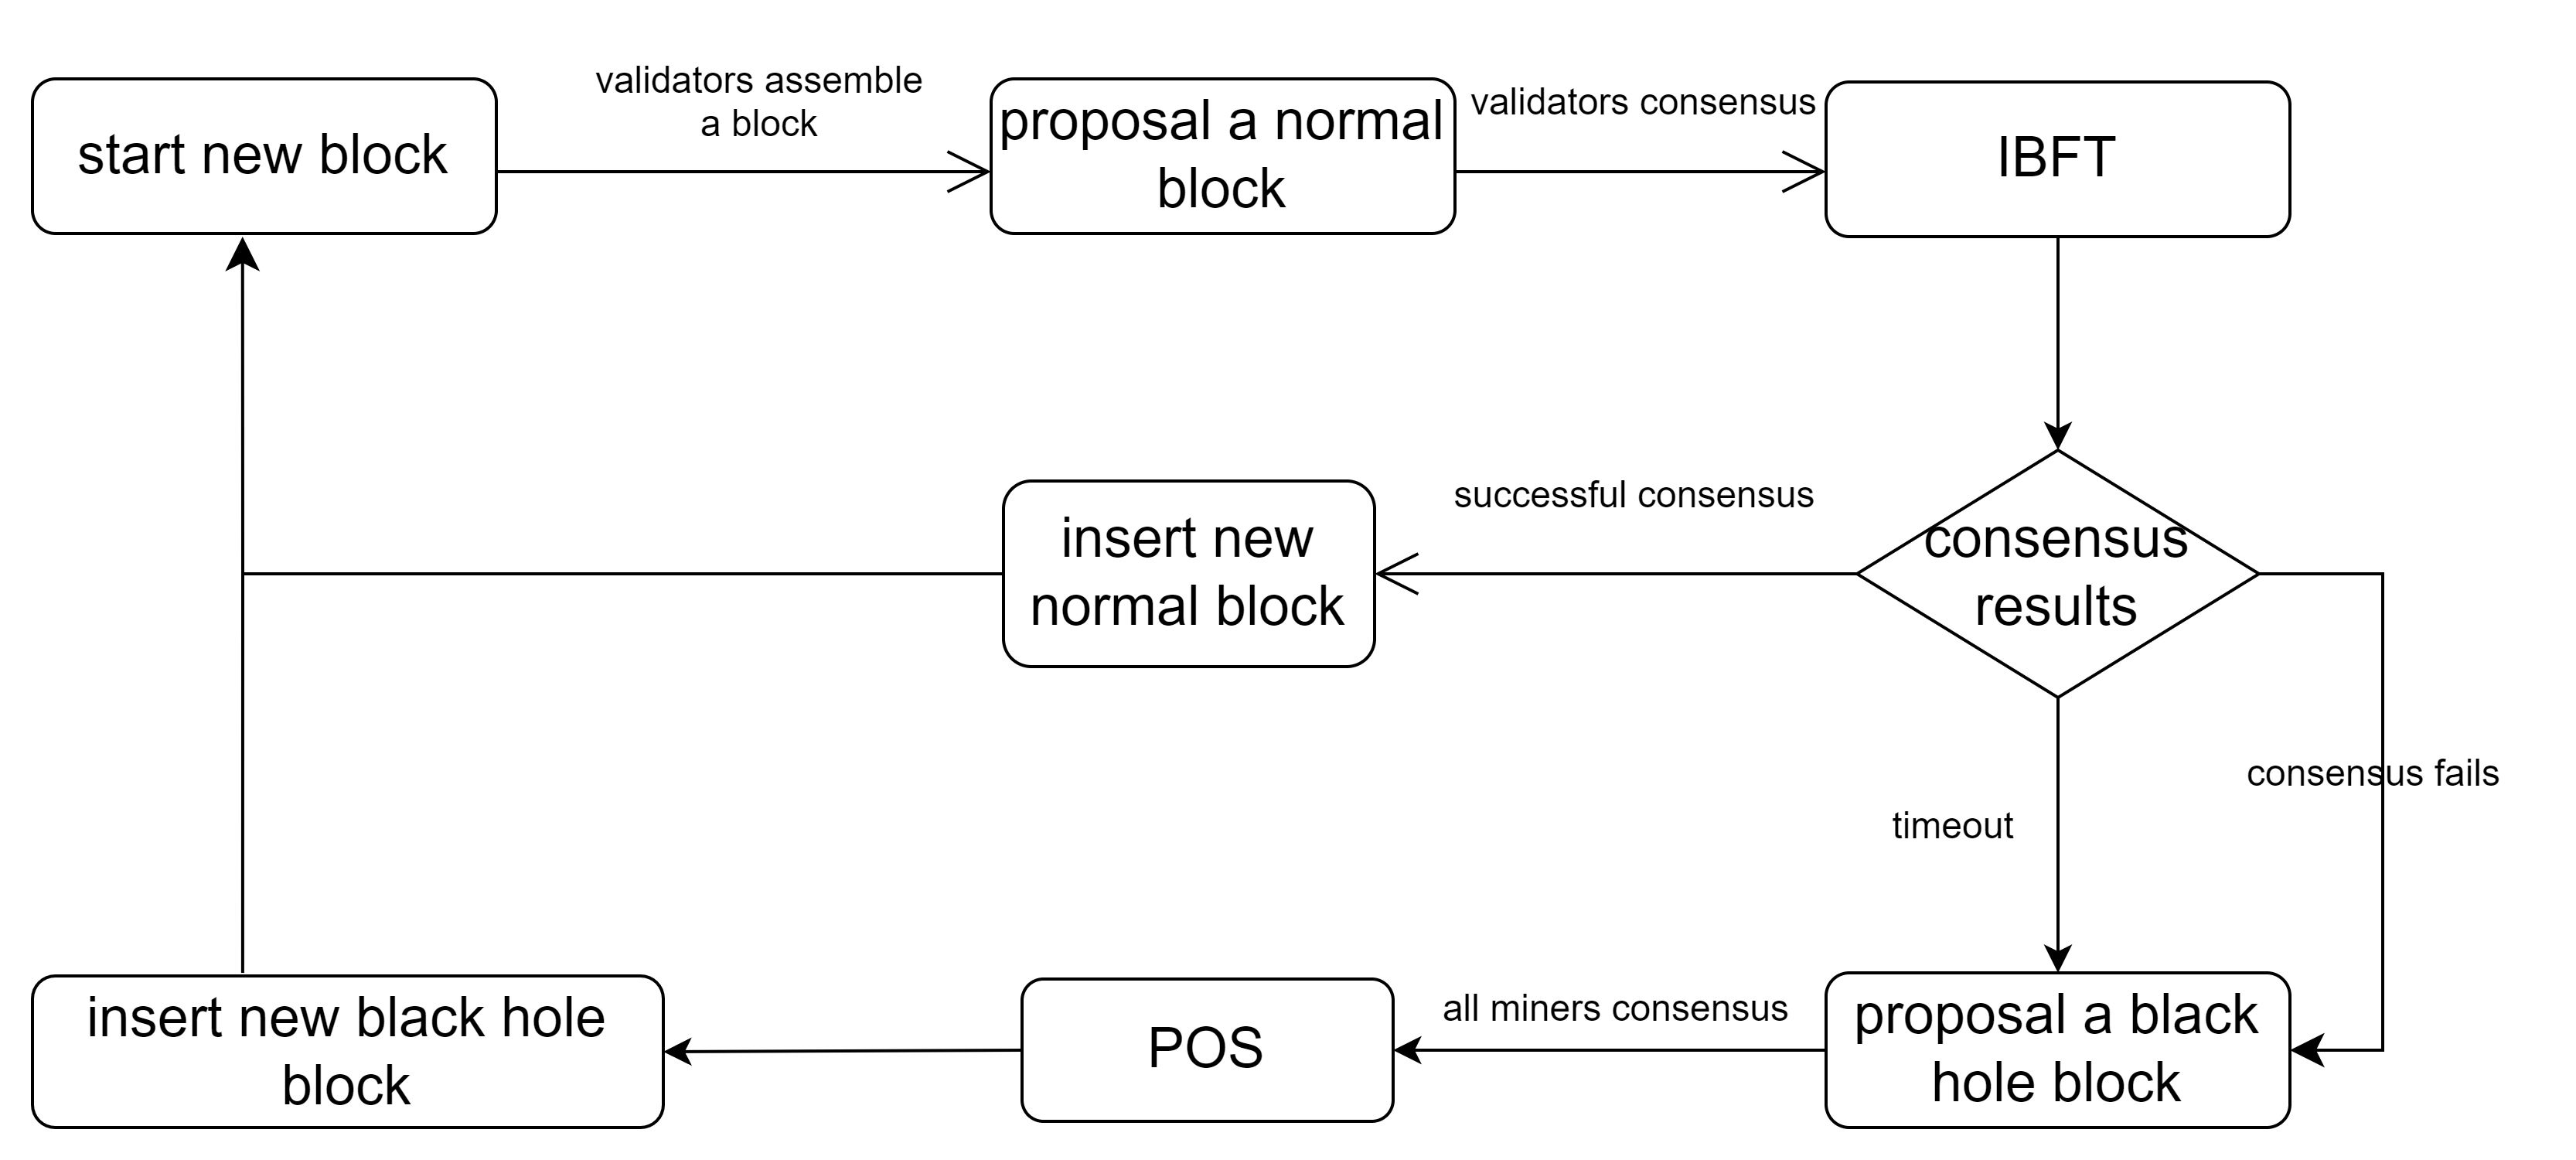 start new block
validators assemble
a block
proposal a normal
block
validators consensus
IBFT
insert new
normal block
successful consensus
consensus
results
timeout
consensus fails
insert new black hole
block
POS
all miners consensus
proposal a black
hole block